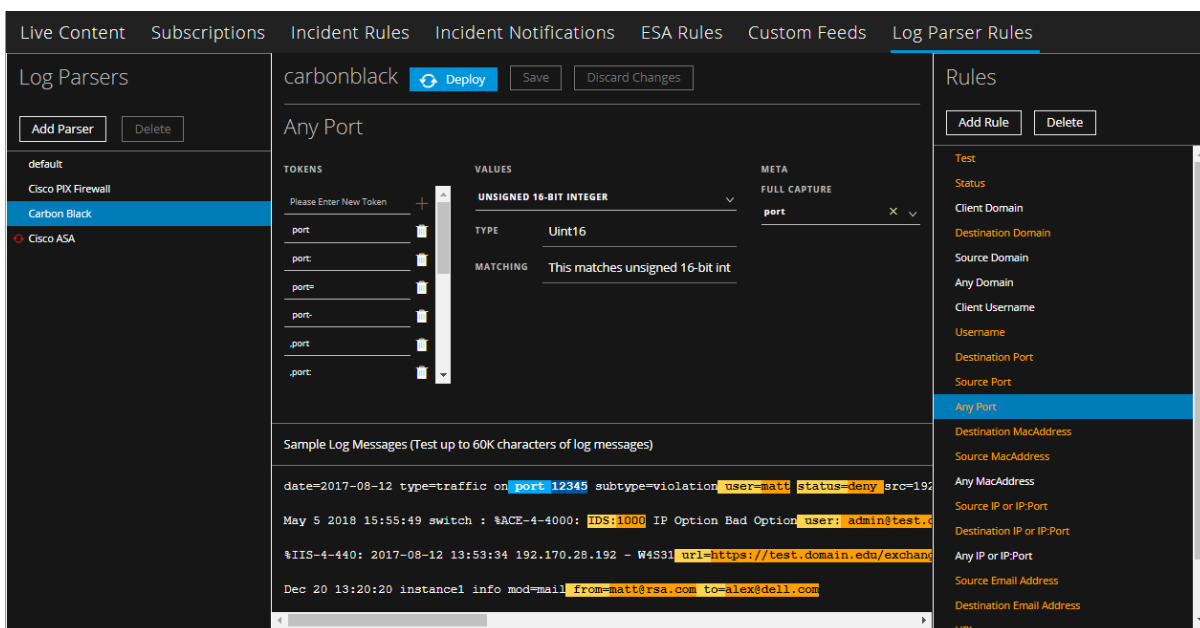 Live Content Subscriptions Incident Rules Incident Notifications ESA Rules Custom Feeds Log Parser Rules
Log Parsers
Add Parser Delete
default
Cisco PIX Firewall
Carbon Black
Cisco ASA
carbonblack Deploy Save Discard Changes
Any Port
TOKENS
Please Enter New Token
port
port:
port=
port-
,port
,port:
VALUES
UNSIGNED 16-BIT INTEGER
TYPE Uint16
MATCHING This matches unsigned 16-bit int
META
FULL CAPTURE
port
Sample Log Messages (Test up to 60K characters of log messages)
date=2017-08-12 type=traffic on port 12345 subtype=violation user=matt status=deny src=192
May 5 2018 15:55:49 switch : %ACE-4-4000: IDS:1000 IP Option Bad Option user: admin@test.
%IIS-4-440: 2017-08-12 13:53:34 192.170.28.192 - W4S31 url=https://test.domain.edu/exchan
Dec 20 13:20:20 instance1 info mod=mail from=matt@rsa.com to=alex@dell.com
Rules
Add Rule Delete
Test
Status
Client Domain
Destination Domain
Source Domain
Any Domain
Client Username
Username
Destination Port
Source Port
Any Port
Destination MacAddress
Source MacAddress
Any MacAddress
Source IP or IP:Port
Destination IP or IP:Port
Any IP or IP:Port
Source Email Address
Destination Email Address